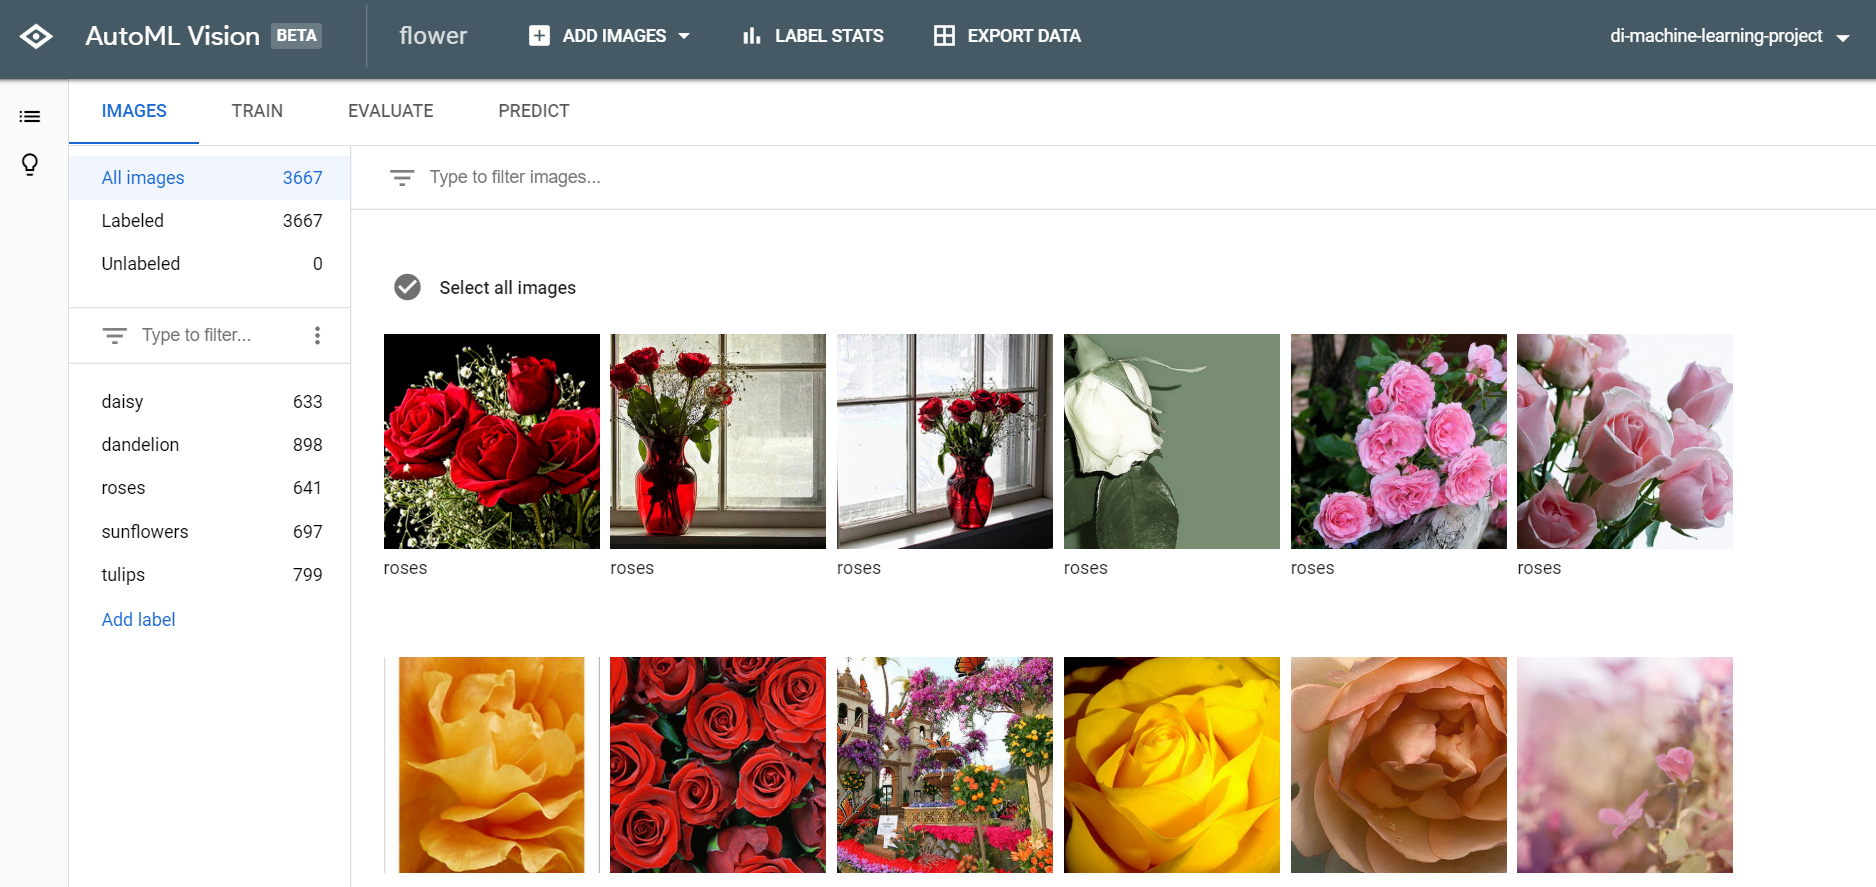 AutoML Vision BETA flower ADD IMAGES LABEL STATS EXPORT DATA di-machine-learning-project
IMAGES TRAIN EVALUATE PREDICT
All images 3667
Labeled 3667
Unlabeled 0
Type to filter...
daisy 633
dandelion 898
roses 641
sunflowers 697
tulips 799
Add label
Type to filter images...
Select all images
roses roses roses roses roses roses